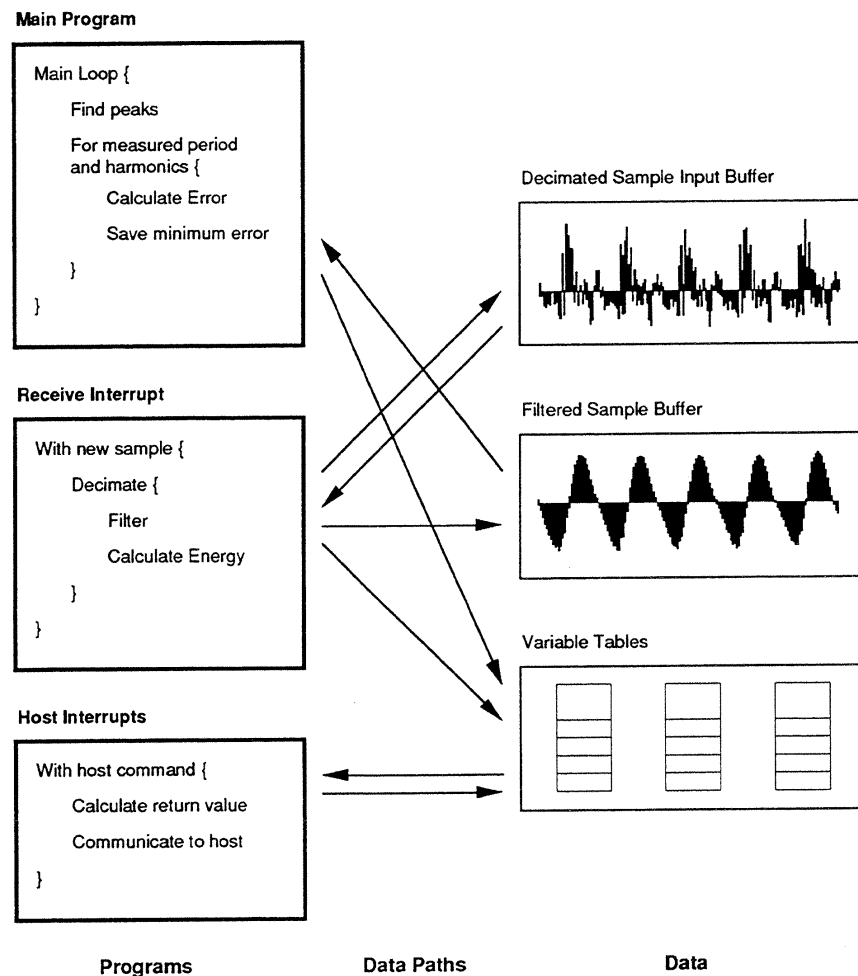 Main Program
Main Loop {
Find peaks
For measured period
and harmonics {
Calculate Error
Save minimum error
}
}
Receive Interrupt
With new sample {
Decimate {
Filter
Calculate Energy
}
}
Host Interrupts
With host command {
Calculate return value
Communicate to host
}
Decimated Sample Input Buffer
Filtered Sample Buffer
Variable Tables
Programs
Data Paths
Data